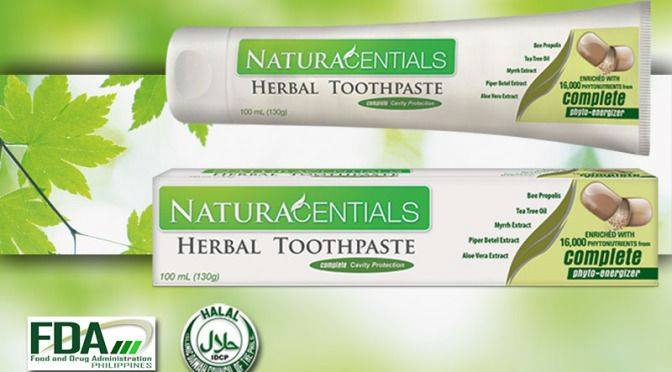 NATURACENTIALS
HERBAL TOOTHPASTE
complete Cavity Protection
100 mL (130g)
Bee Propolis
Tea Tree Oil
Myrrh Extract
Piper Betel Extract
Aloe Vera Extract
ENRICHED WITH
16,000 PHYTONUTRIENTS from
complete
phyto-energizer
NATURACENTIALS
HERBAL TOOTHPASTE
complete Cavity Protection
100 mL (130g)
Bee Propolis
Tea Tree Oil
Myrrh Extract
Piper Betel Extract
Aloe Vera Extract
ENRICHED WITH
16,000 PHYTONUTRIENTS from
complete
phyto-energizer
FDA
Food and Drug Administration
PHILIPPINES
HALAL
حلال
IDCP